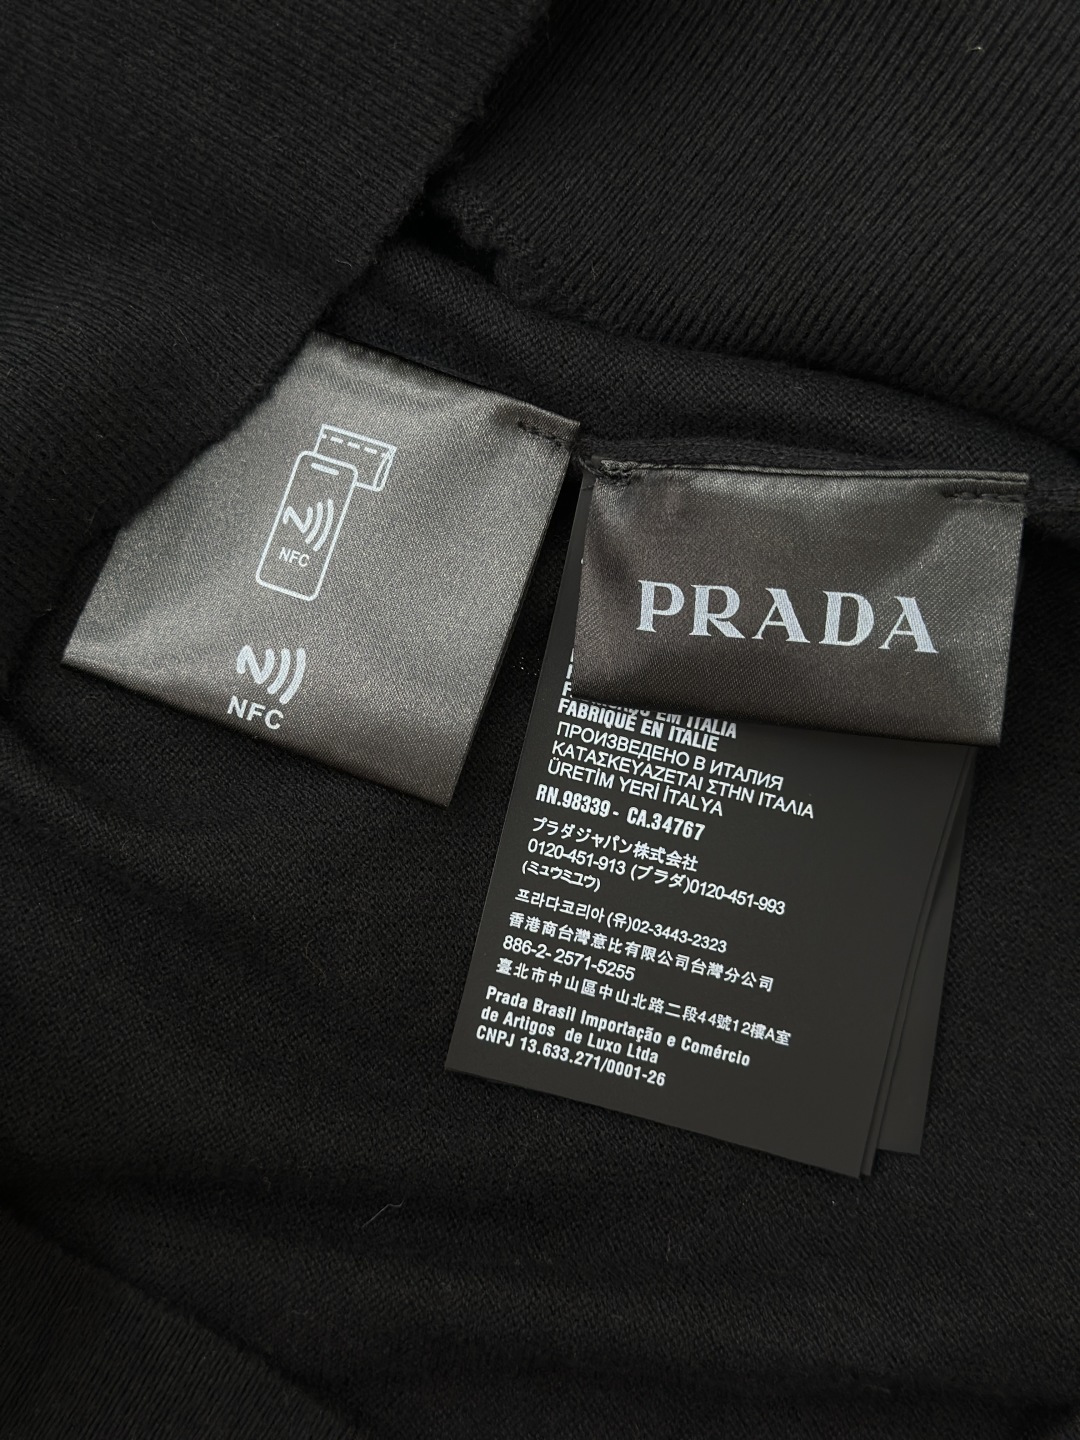 NFC
NFC
PRADA
EM ITALIA
FABRIQUÉ EN ITALIE
ПРОИЗВЕДЕНО В ИТАЛИЯ
ΚΑΤΑΣΚΕΥΑΖΕΤΑΙ ΣΤΗΝ ΙΤΑΛΙΑ
ÜRETİM YERİ İTALYA
RN.98339 - CA.34767
プラダジャパン株式会社
0120-451-913 (プラダ)0120-451-993
(ミュウミュウ)
프라다코리아(유)02-3443-2323
香港商台灣意比有限公司台灣分公司
886-2- 2571-5255
臺北市中山區中山北路二段44號12樓A室
Prada Brasil Importação e Comércio
de Artigos de Luxo Ltda
CNPJ 13.633.271/0001-26